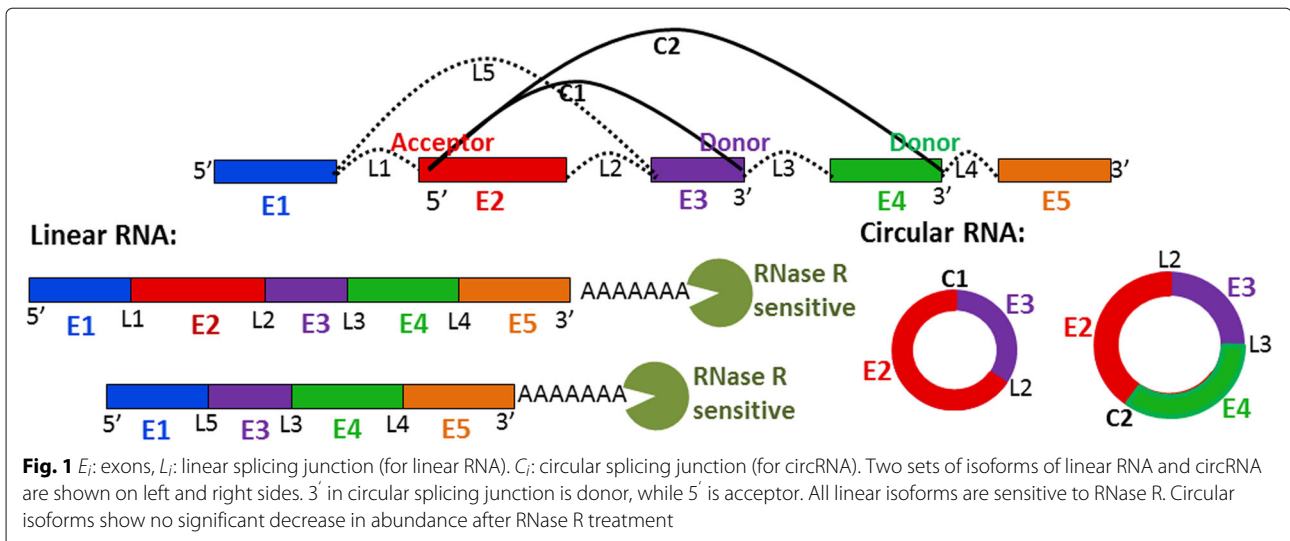 C2
L5
C1
Acceptor Donor Donor
5′ L1 L2 L3 L4 3′
E1 5′ E2 E3 3′ E4 3′ E5
Linear RNA:
AAAAAAA RNase R
sensitive
5′ E1 L1 E2 L2 E3 L3 E4 L4 E5 3′
AAAAAAA RNase R
sensitive
5′ E1 L5 E3 L3 E4 L4 E5 3′
Circular RNA:
C1
E3
E2
L2
L2
E3
E2
L3
C2
E4
Fig. 1 Ei: exons, Li: linear splicing junction (for linear RNA). Ci: circular splicing junction (for circRNA). Two sets of isoforms of linear RNA and circRNA
are shown on left and right sides. 3′ in circular splicing junction is donor, while 5′ is acceptor. All linear isoforms are sensitive to RNase R. Circular
isoforms show no significant decrease in abundance after RNase R treatment